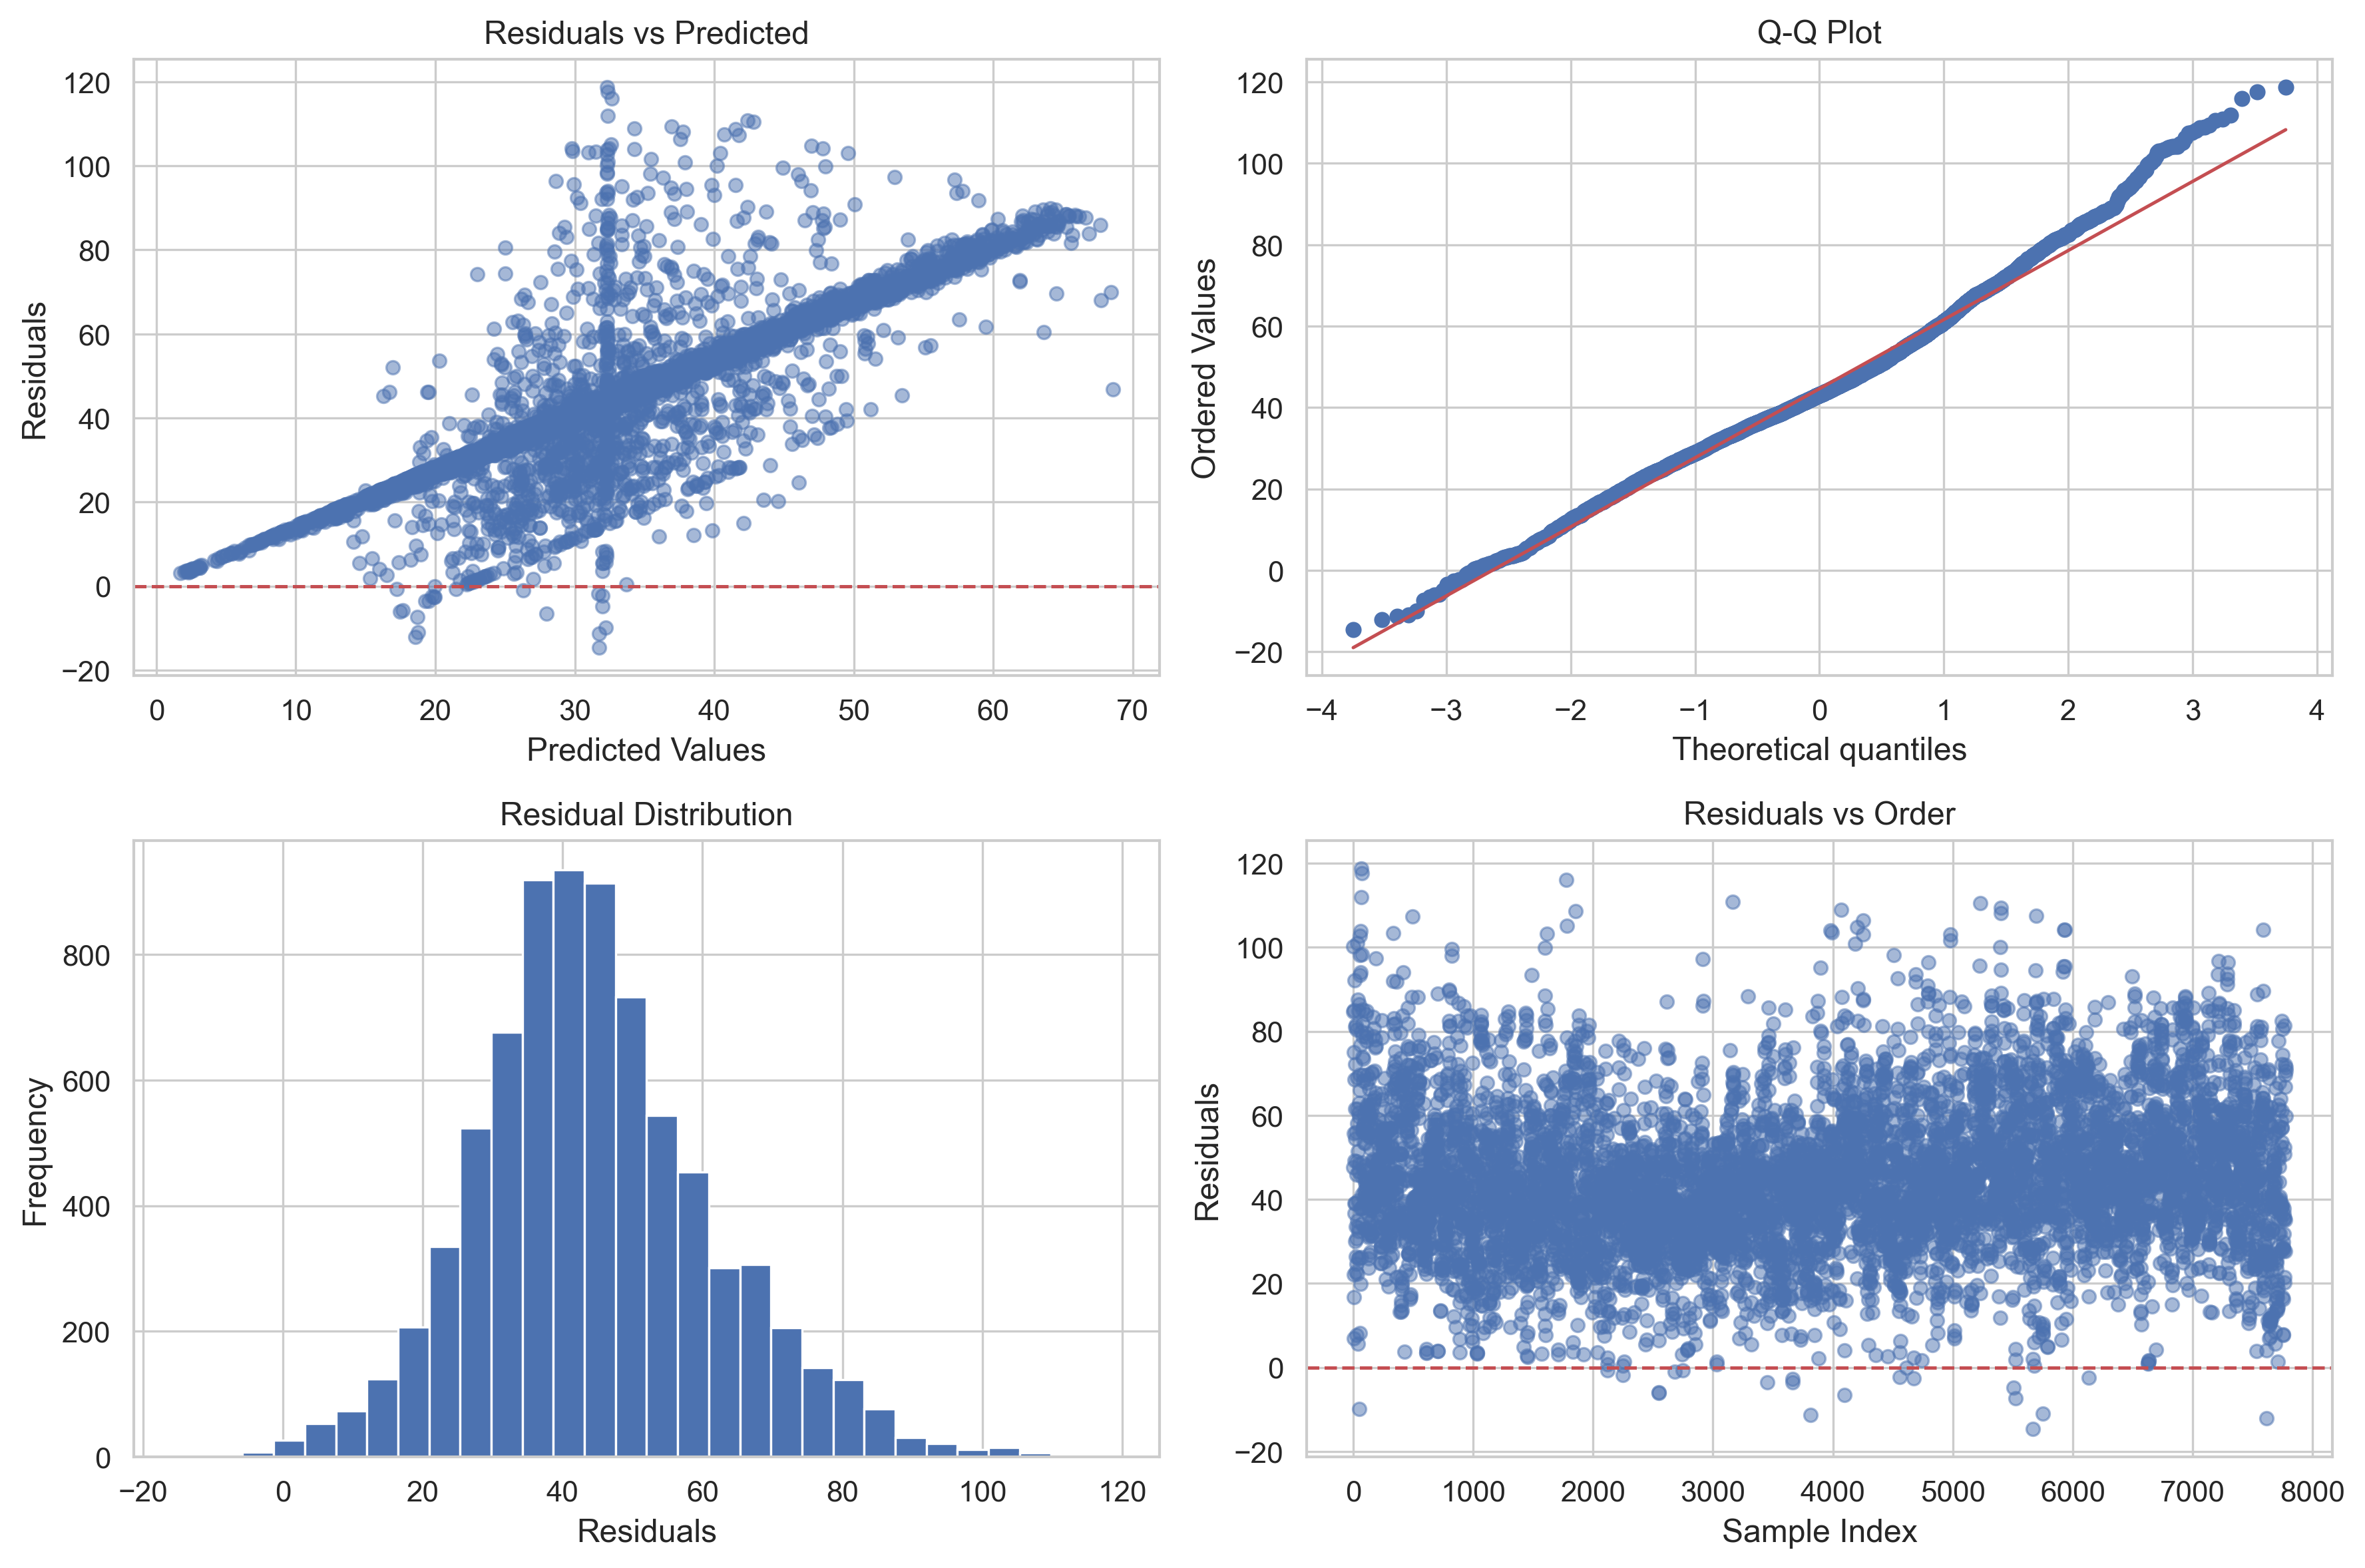 Residuals vs Predicted
Residuals
120
100
80
60
40
20
0
−20
0 10 20 30 40 50 60 70
Predicted Values
Q-Q Plot
Ordered Values
120
100
80
60
40
20
0
−20
−4 −3 −2 −1 0 1 2 3 4
Theoretical quantiles
Residual Distribution
Frequency
800
600
400
200
0
−20 0 20 40 60 80 100 120
Residuals
Residuals vs Order
Residuals
120
100
80
60
40
20
0
−20
0 1000 2000 3000 4000 5000 6000 7000 8000
Sample Index